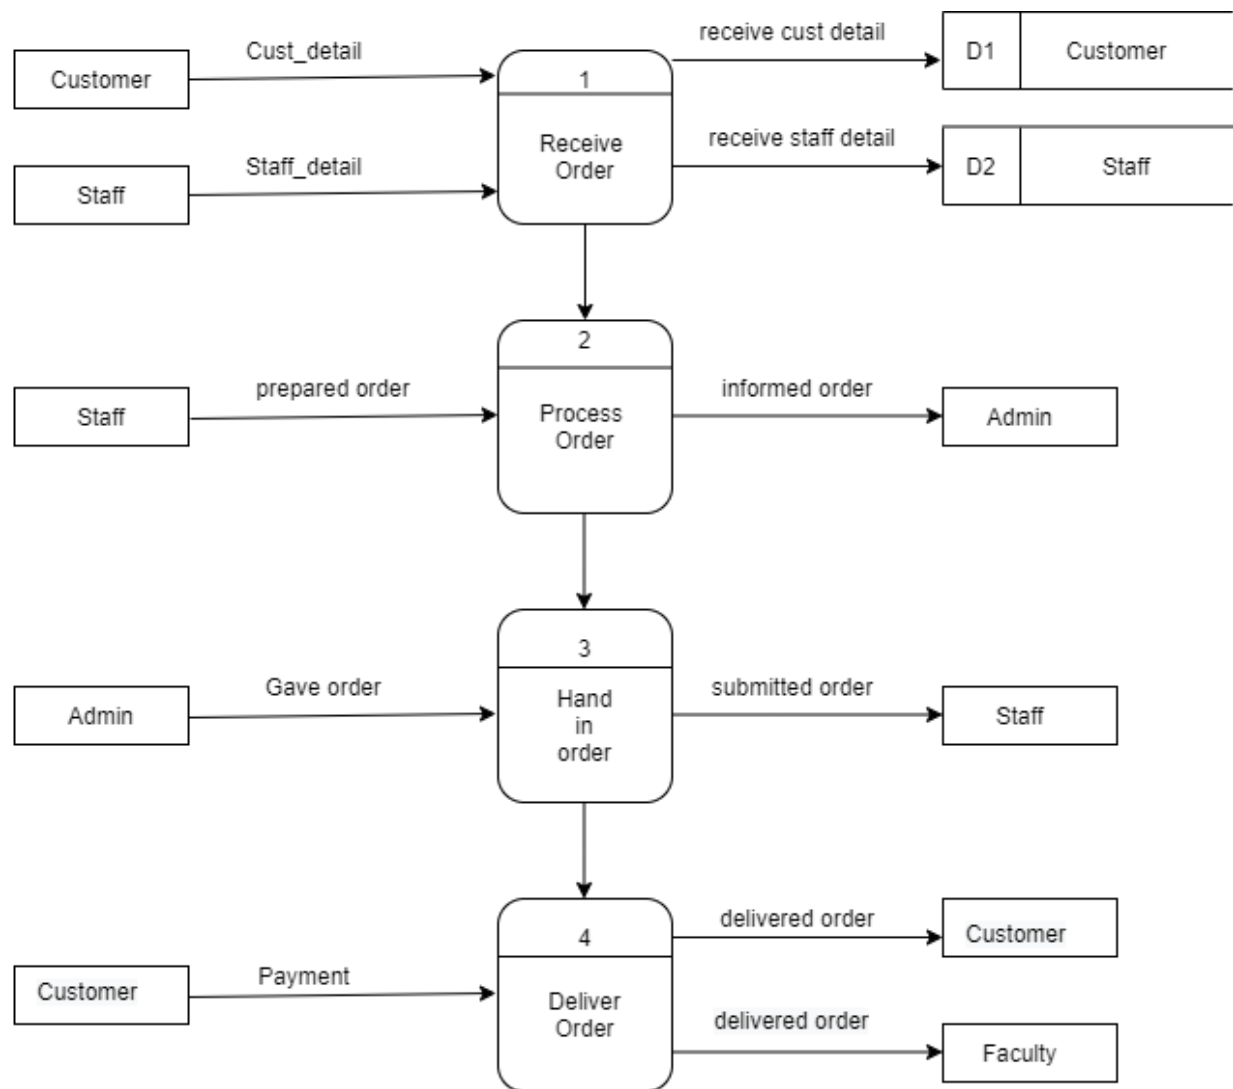 Cust_detail
receive cust detail
Customer
1
D1
Customer
Receive
Order
Staff_detail
receive staff detail
Staff
D2
Staff
2
prepared order
informed order
Staff
Process
Order
Admin
3
Gave order
submitted order
Admin
Hand
in
order
Staff
4
delivered order
Customer
Payment
Customer
Deliver
Order
delivered order
Faculty